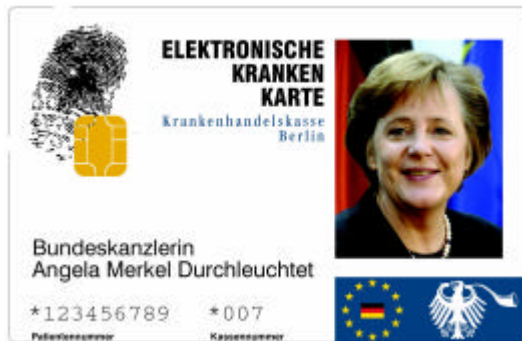 ELEKTRONISCHE
KRANKEN
KARTE
Krankenhandelskasse
Berlin
Bundeskanzlerin
Angela Merkel Durchleuchtet
*123456789 *007
Patientennummer Kassennummer